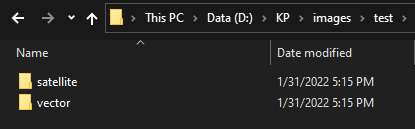 This PC > Data (D:) > KP > images > test >
Name Date modified
satellite 1/31/2022 5:15 PM
vector 1/31/2022 5:15 PM